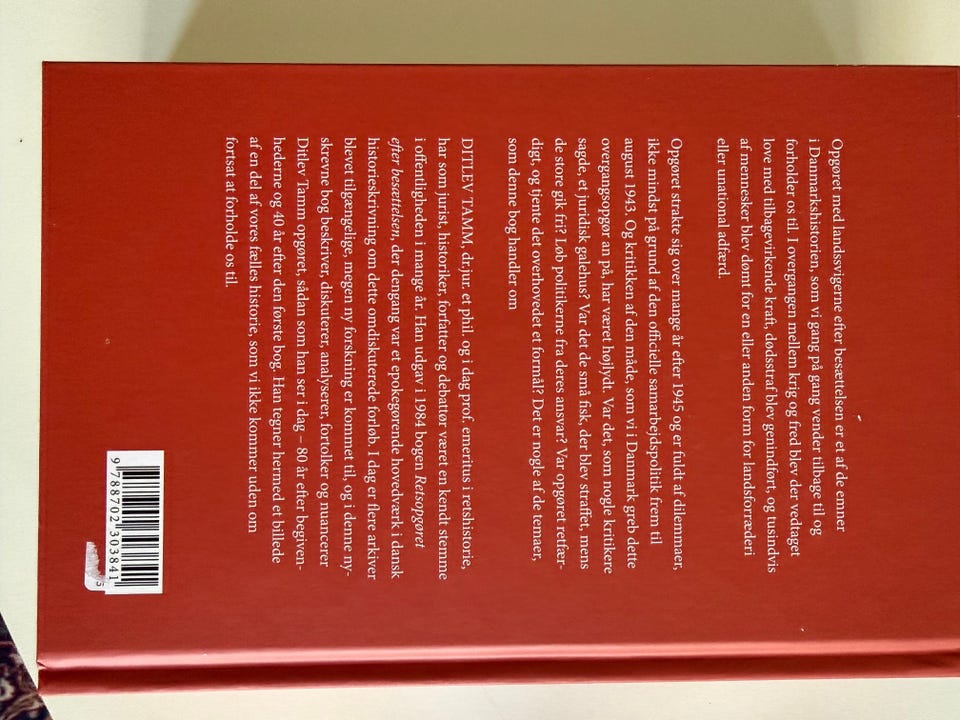 Opgøret med landssvigerne efter besættelsen er et af de emner
i Danmarkshistorien, som vi gang på gang vender tilbage til og
forholder os til. I overgangen mellem krig og fred blev der vedtaget
love med tilbagevirkende kraft, dødsstraf blev genindført, og tusindvis
af mennesker blev dømt for en eller anden form for landsforræderi
eller unational adfærd.
Opgøret strakte sig over mange år efter 1945 og er fuldt af dilemmaer,
ikke mindst på grund af den officielle samarbejdspolitik frem til
august 1943. Og kritikken af den måde, som vi i Danmark greb dette
overgangsopgør an på, har været højlydt. Var det, som nogle kritikere
sagde, et juridisk galehus? Var det de små fisk, der blev straffet, mens
de store gik fri? Løb politikerne fra deres ansvar? Var opgøret retfær-
digt, og tjente det overhovedet et formål? Det er nogle af de temaer,
som denne bog handler om
DITLEV TAMM, dr.jur. et phil. og i dag prof. emeritus i retshistorie,
har som jurist, historiker, forfatter og debattør været en kendt stemme
i offentligheden i mange år. Han udgav i 1984 bogen Retsopgøret
efter besættelsen, der dengang var et epokegørende hovedværk i dansk
historieskrivning om dette omdiskuterede forløb. I dag er flere arkiver
blevet tilgængelige, megen ny forskning er kommet til, og i denne ny-
skrevne bog beskriver, diskuterer, analyserer, fortolker og nuancerer
Ditlev Tamm opgøret, sådan som han ser i dag – 80 år efter begiven-
hederne og 40 år efter den første bog. Han tegner hermed et billede
af en del af vores fælles historie, som vi ikke kommer uden om
fortsat at forholde os til.
9 788702 303841